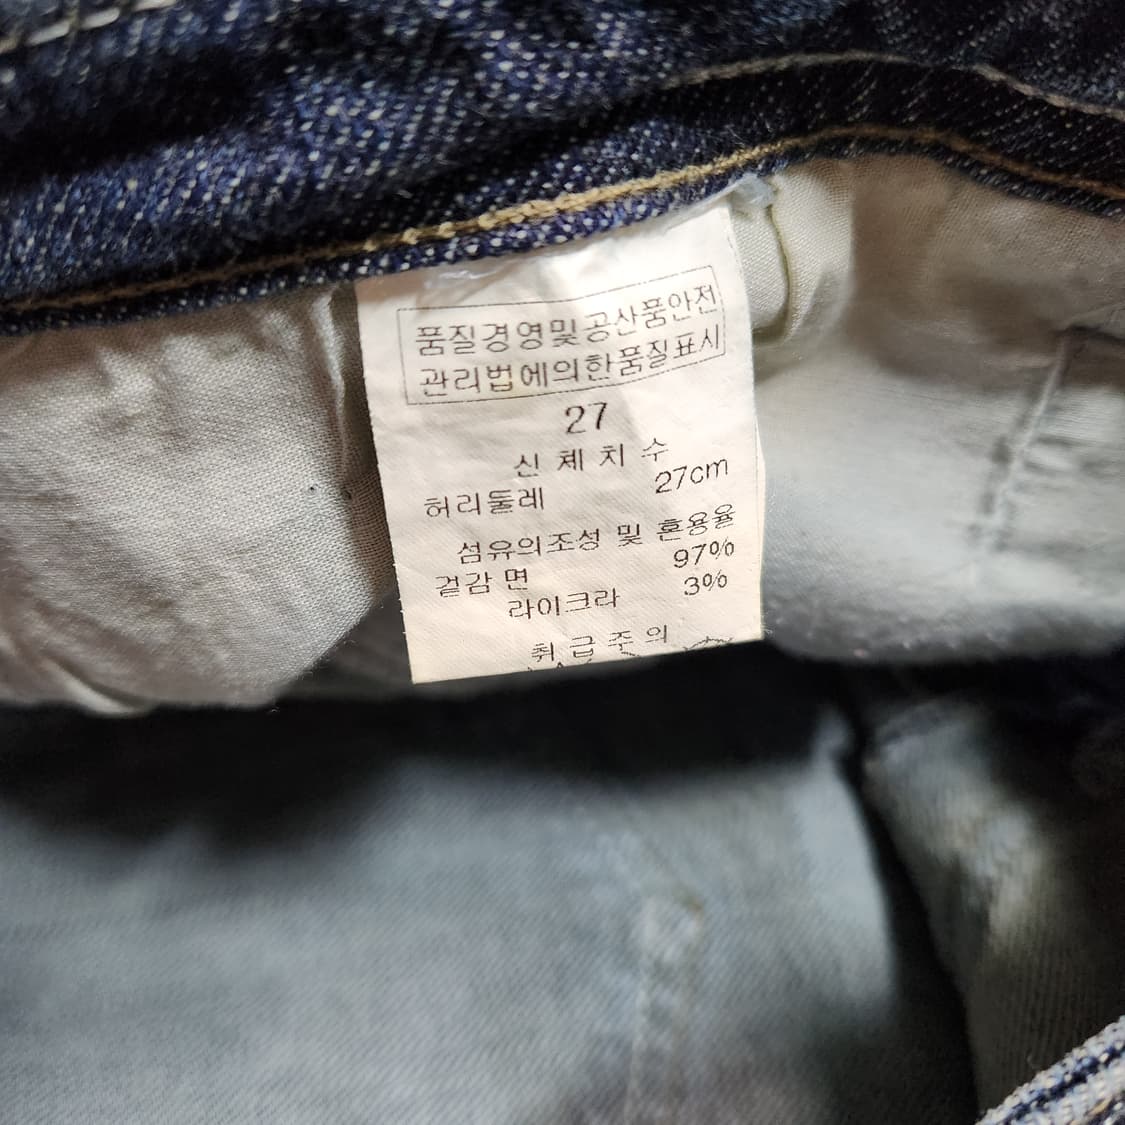 품질경영및공산품안전
관리법에의한품질표시
27
신체치수
허리둘레 27cm
섬유의조성 및 혼용율
겉감 면 97%
라이크라 3%
취급주의